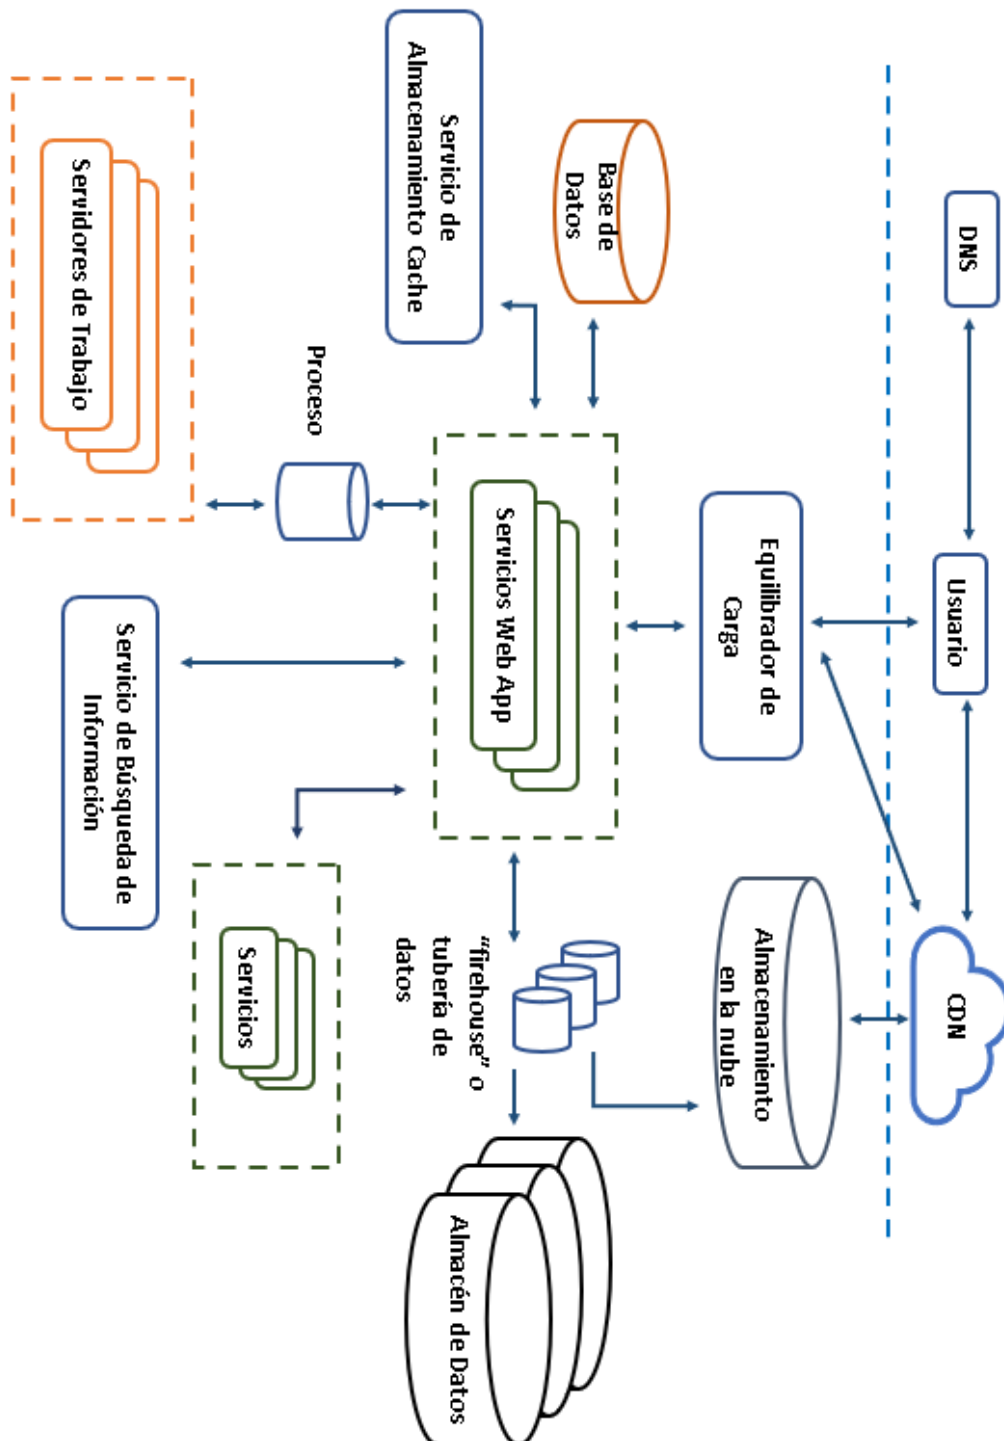 DNS
Usuario
CDN
Equilibrador de
Carga
Almacenamiento
en la nube
Base de
Datos
Servicio de
Almacenamiento Cache
Servicios Web App
"firehouse" o
tubería de
datos
Almacén de Datos
Proceso
Servidores de Trabajo
Servicio de Búsqueda de
Información
Servicios